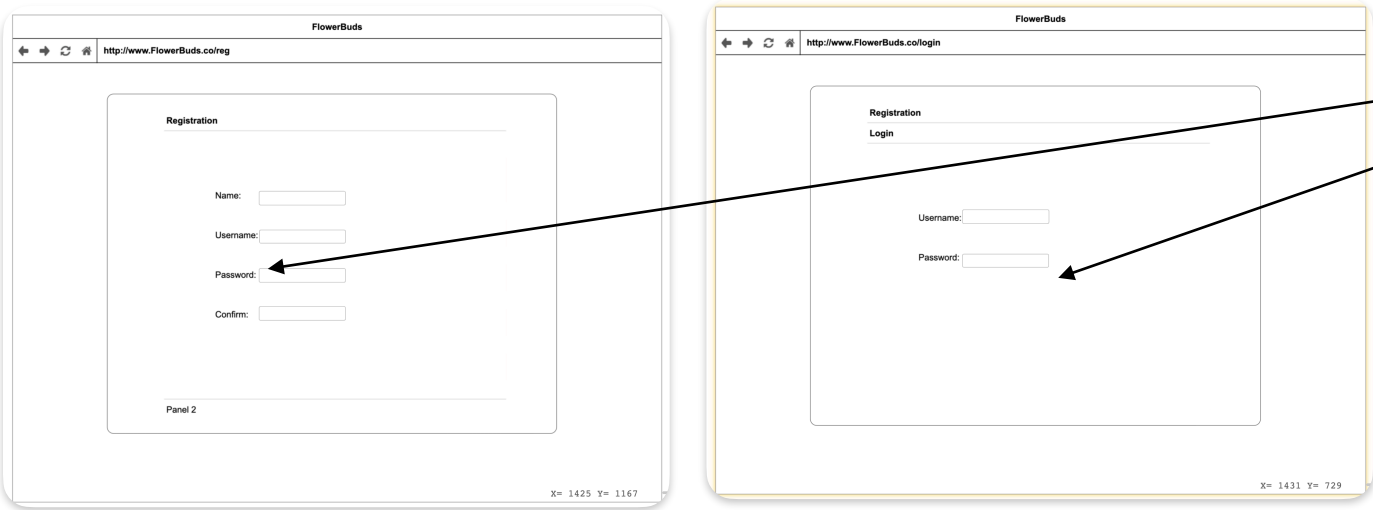 FlowerBuds
http://www.FlowerBuds.co/reg
Registration
Name:
Username:
Password:
Confirm:
Panel 2
X= 1425 Y= 1167
FlowerBuds
http://www.FlowerBuds.co/login
Registration
Login
Username:
Password:
X= 1431 Y= 729